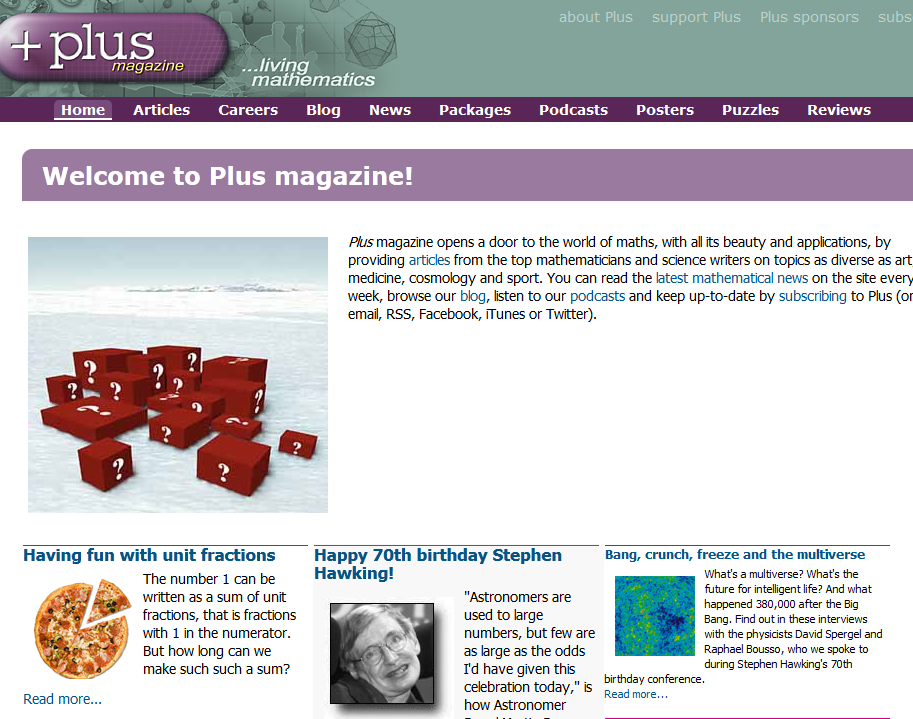 about Plus support Plus Plus sponsors subs
+plus
magazine
...living
mathematics
Home Articles Careers Blog News Packages Podcasts Posters Puzzles Reviews
Welcome to Plus magazine!
Plus magazine opens a door to the world of maths, with all its beauty and applications, by
providing articles from the top mathematicians and science writers on topics as diverse as art,
medicine, cosmology and sport. You can read the latest mathematical news on the site every
week, browse our blog, listen to our podcasts and keep up-to-date by subscribing to Plus (or
email, RSS, Facebook, iTunes or Twitter).
? ? ? ? ? ? ? ? ? ? ? ? ?
Having fun with unit fractions
The number 1 can be
written as a sum of unit
fractions, that is fractions
with 1 in the numerator.
But how long can we
make such such a sum?
Read more...
Happy 70th birthday Stephen
Hawking!
"Astronomers are
used to large
numbers, but few are
as large as the odds
I'd have given this
celebration today," is
how Astronomer
Bang, crunch, freeze and the multiverse
What's a multiverse? What's the
future for intelligent life? And what
happened 380,000 after the Big
Bang. Find out in these interviews
with the physicists David Spergel and
Raphael Bousso, who we spoke to
during Stephen Hawking's 70th
birthday conference.
Read more...